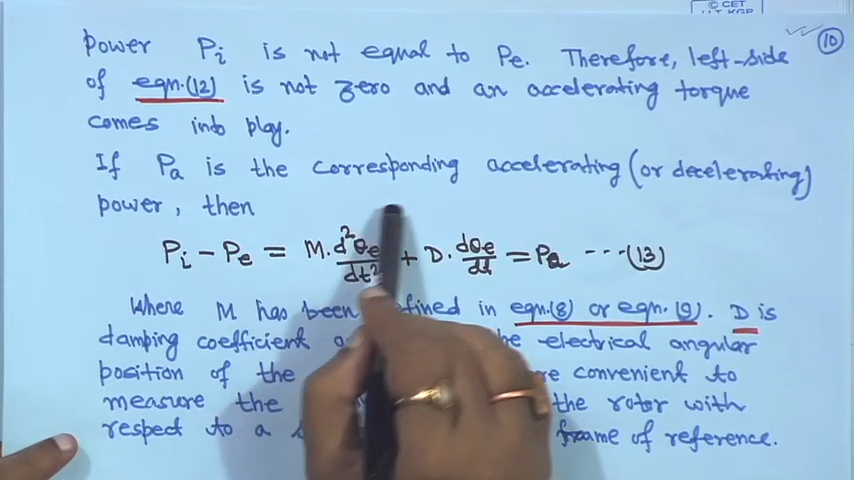 © CET
I.I.T. KGP
10
Power Pi is not equal to Pe. Therefore, left-side
of eqn.(12) is not zero and an accelerating torque
comes into play.
If Pa is the corresponding accelerating (or decelerating)
power, then
Pi - Pe = M. d²θe/dt² + D. dθe/dt = Pa --- (13)
Where M has been defined in eqn.(8) or eqn.(9). D is
damping coefficient electrical angular
position of the convenient to
measure the the rotor with
respect to a frame of reference.